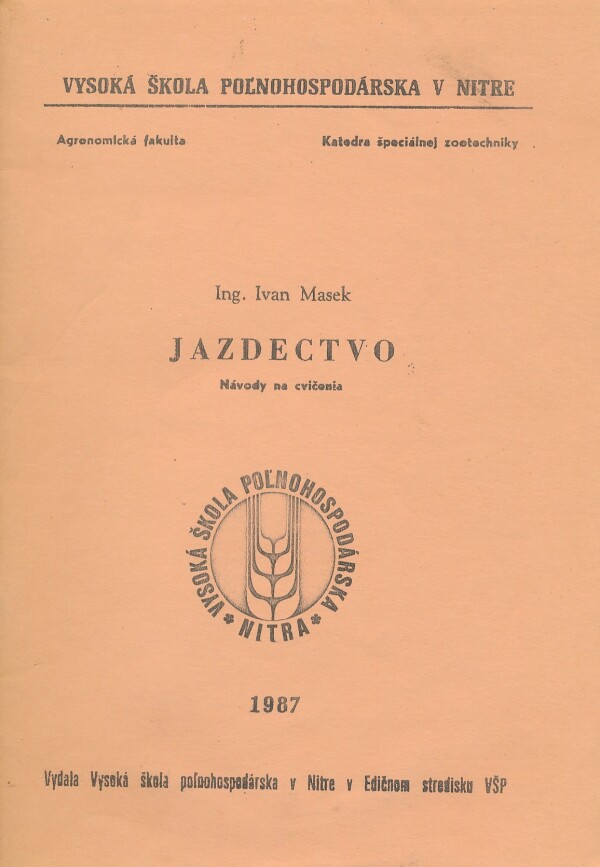 VYSOKÁ ŠKOLA POĽNOHOSPODÁRSKA V NITRE
Agronomická fakulta Katedra špeciálnej zootechniky
Ing. Ivan Masek
JAZDECTVO
Návody na cvičenia
VYSOKÁ ŠKOLA POĽNOHOSPODÁRSKA
* NITRA *
1987
Vydala Vysoká škola poľnohospodárska v Nitre v Edičnom stredisku VŠP